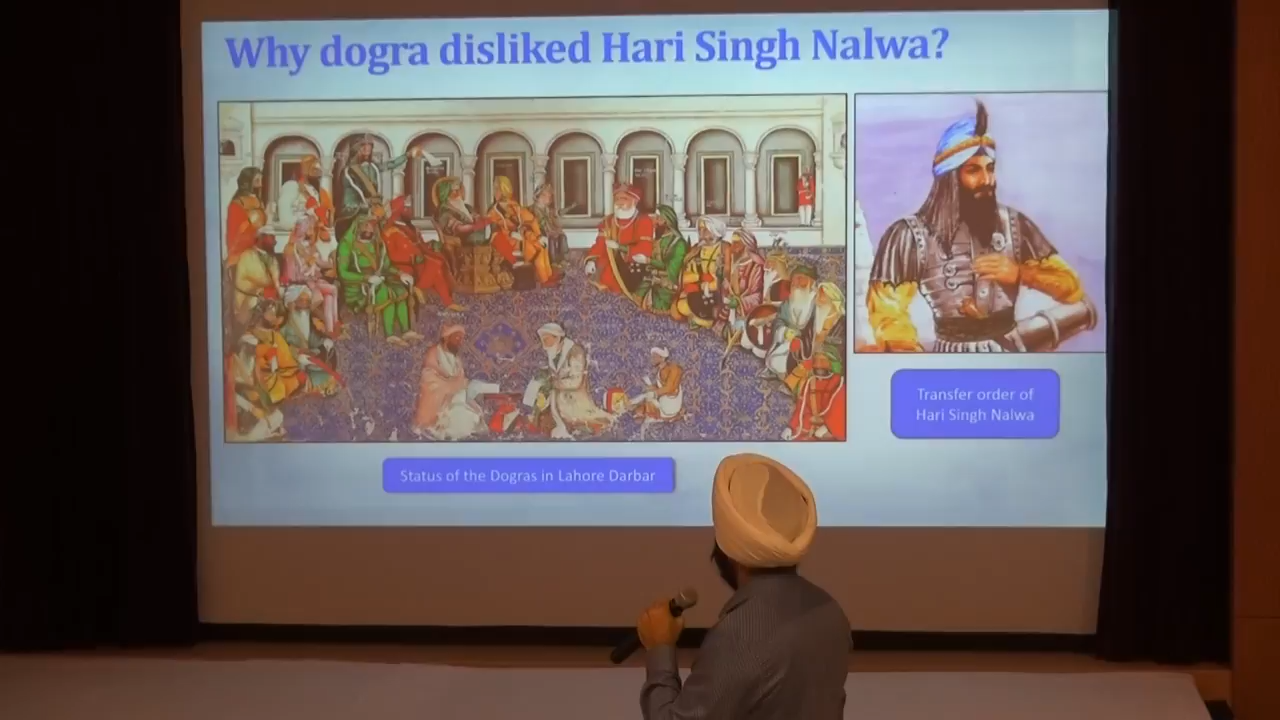 Why dogra disliked Hari Singh Nalwa?
Transfer order of
Hari Singh Nalwa
Status of the Dogras in Lahore Darbar